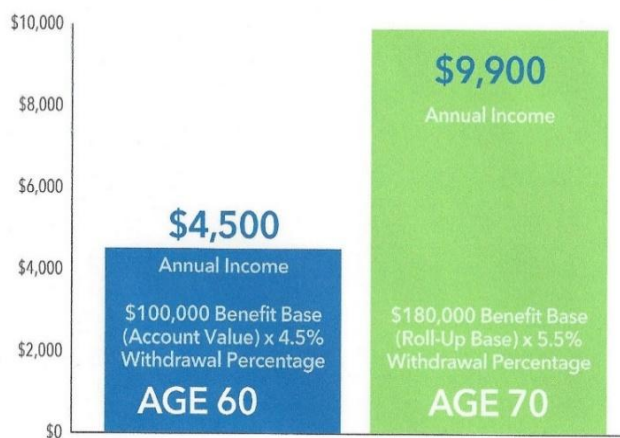 $10,000
$8,000
$6,000
$4,000
$2,000
$0
$4,500
Annual Income
$100,000 Benefit Base
(Account Value) x 4.5%
Withdrawal Percentage
AGE 60
$9,900
Annual Income
$180,000 Benefit Base
(Roll-Up Base) x 5.5%
Withdrawal Percentage
AGE 70